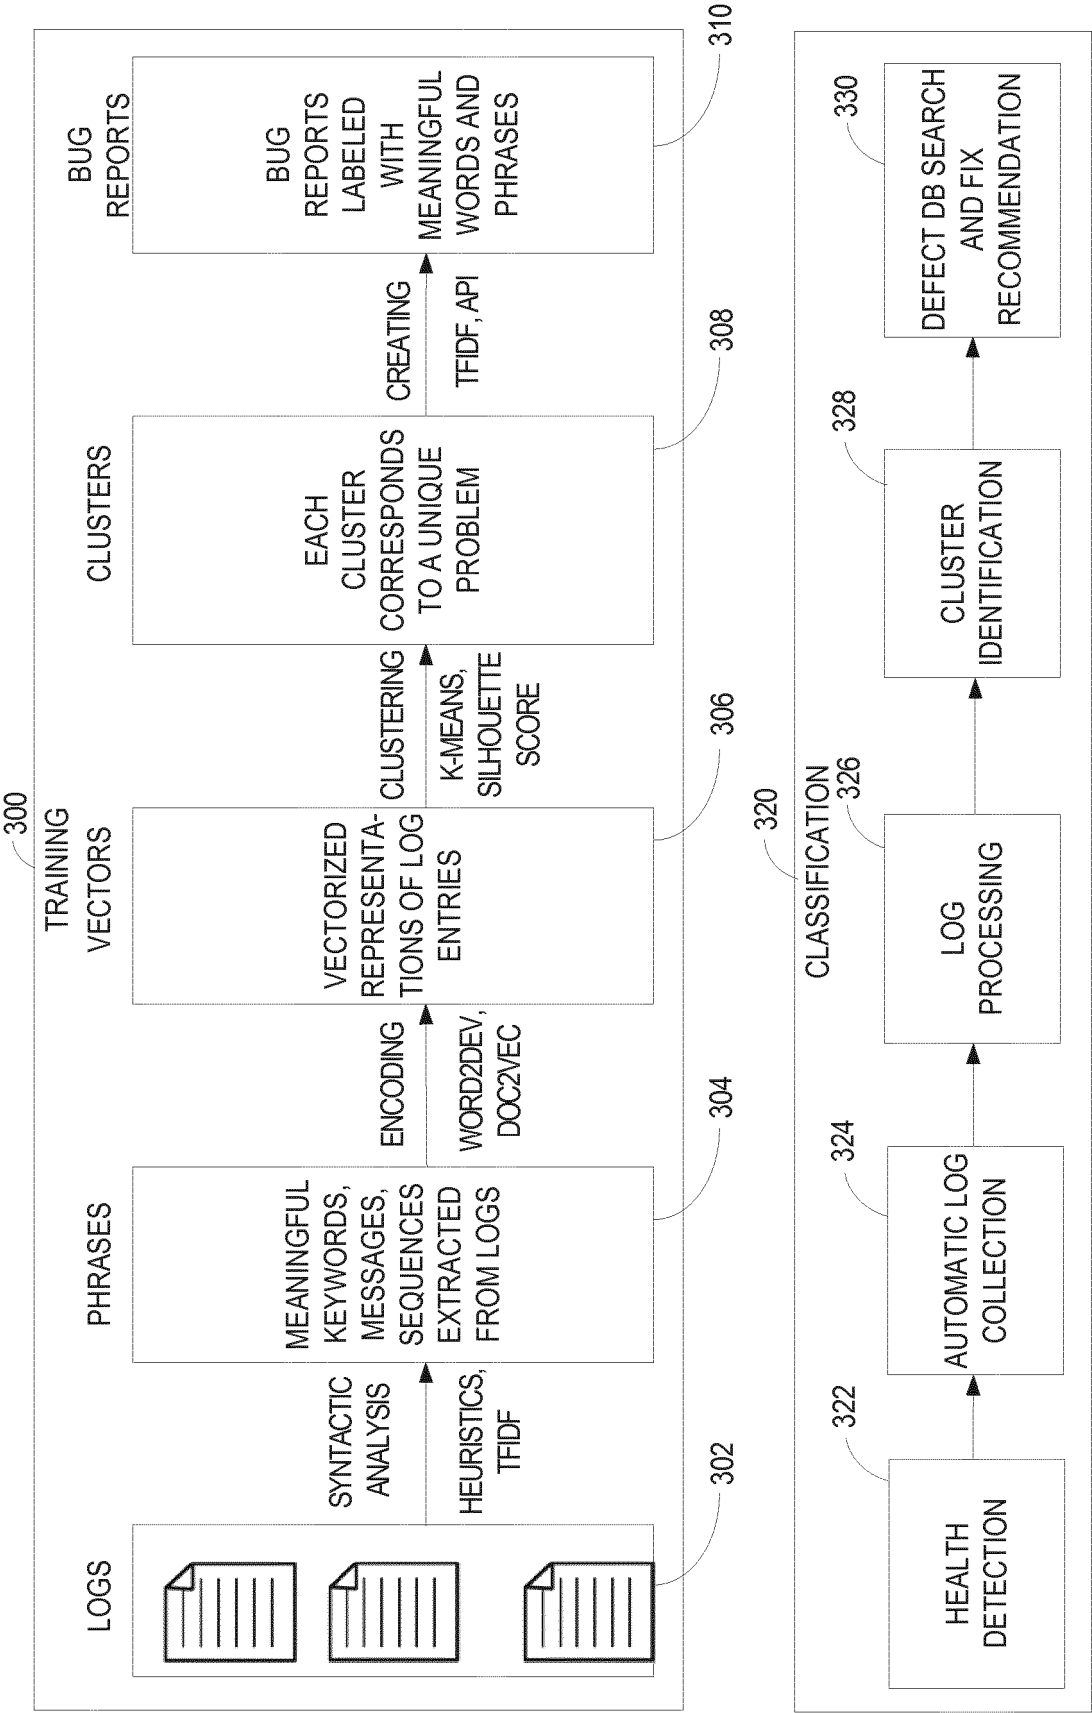 300
TRAINING
LOGS
PHRASES
VECTORS
CLUSTERS
BUG
REPORTS
SYNTACTIC
ANALYSIS
HEURISTICS,
TFIDF
MEANINGFUL
KEYWORDS,
MESSAGES,
SEQUENCES
EXTRACTED
FROM LOGS
ENCODING
WORD2DEV,
DOC2VEC
VECTORIZED
REPRESENTA-
TIONS OF LOG
ENTRIES
CLUSTERING
K-MEANS,
SILHOUETTE
SCORE
EACH
CLUSTER
CORRESPONDS
TO A UNIQUE
PROBLEM
CREATING
TFIDF, API
BUG
REPORTS
LABELED
WITH
MEANINGFUL
WORDS AND
PHRASES
302
304
306
308
310
320
CLASSIFICATION
322
324
326
328
330
HEALTH
DETECTION
AUTOMATIC LOG
COLLECTION
LOG
PROCESSING
CLUSTER
IDENTIFICATION
DEFECT DB SEARCH
AND FIX
RECOMMENDATION